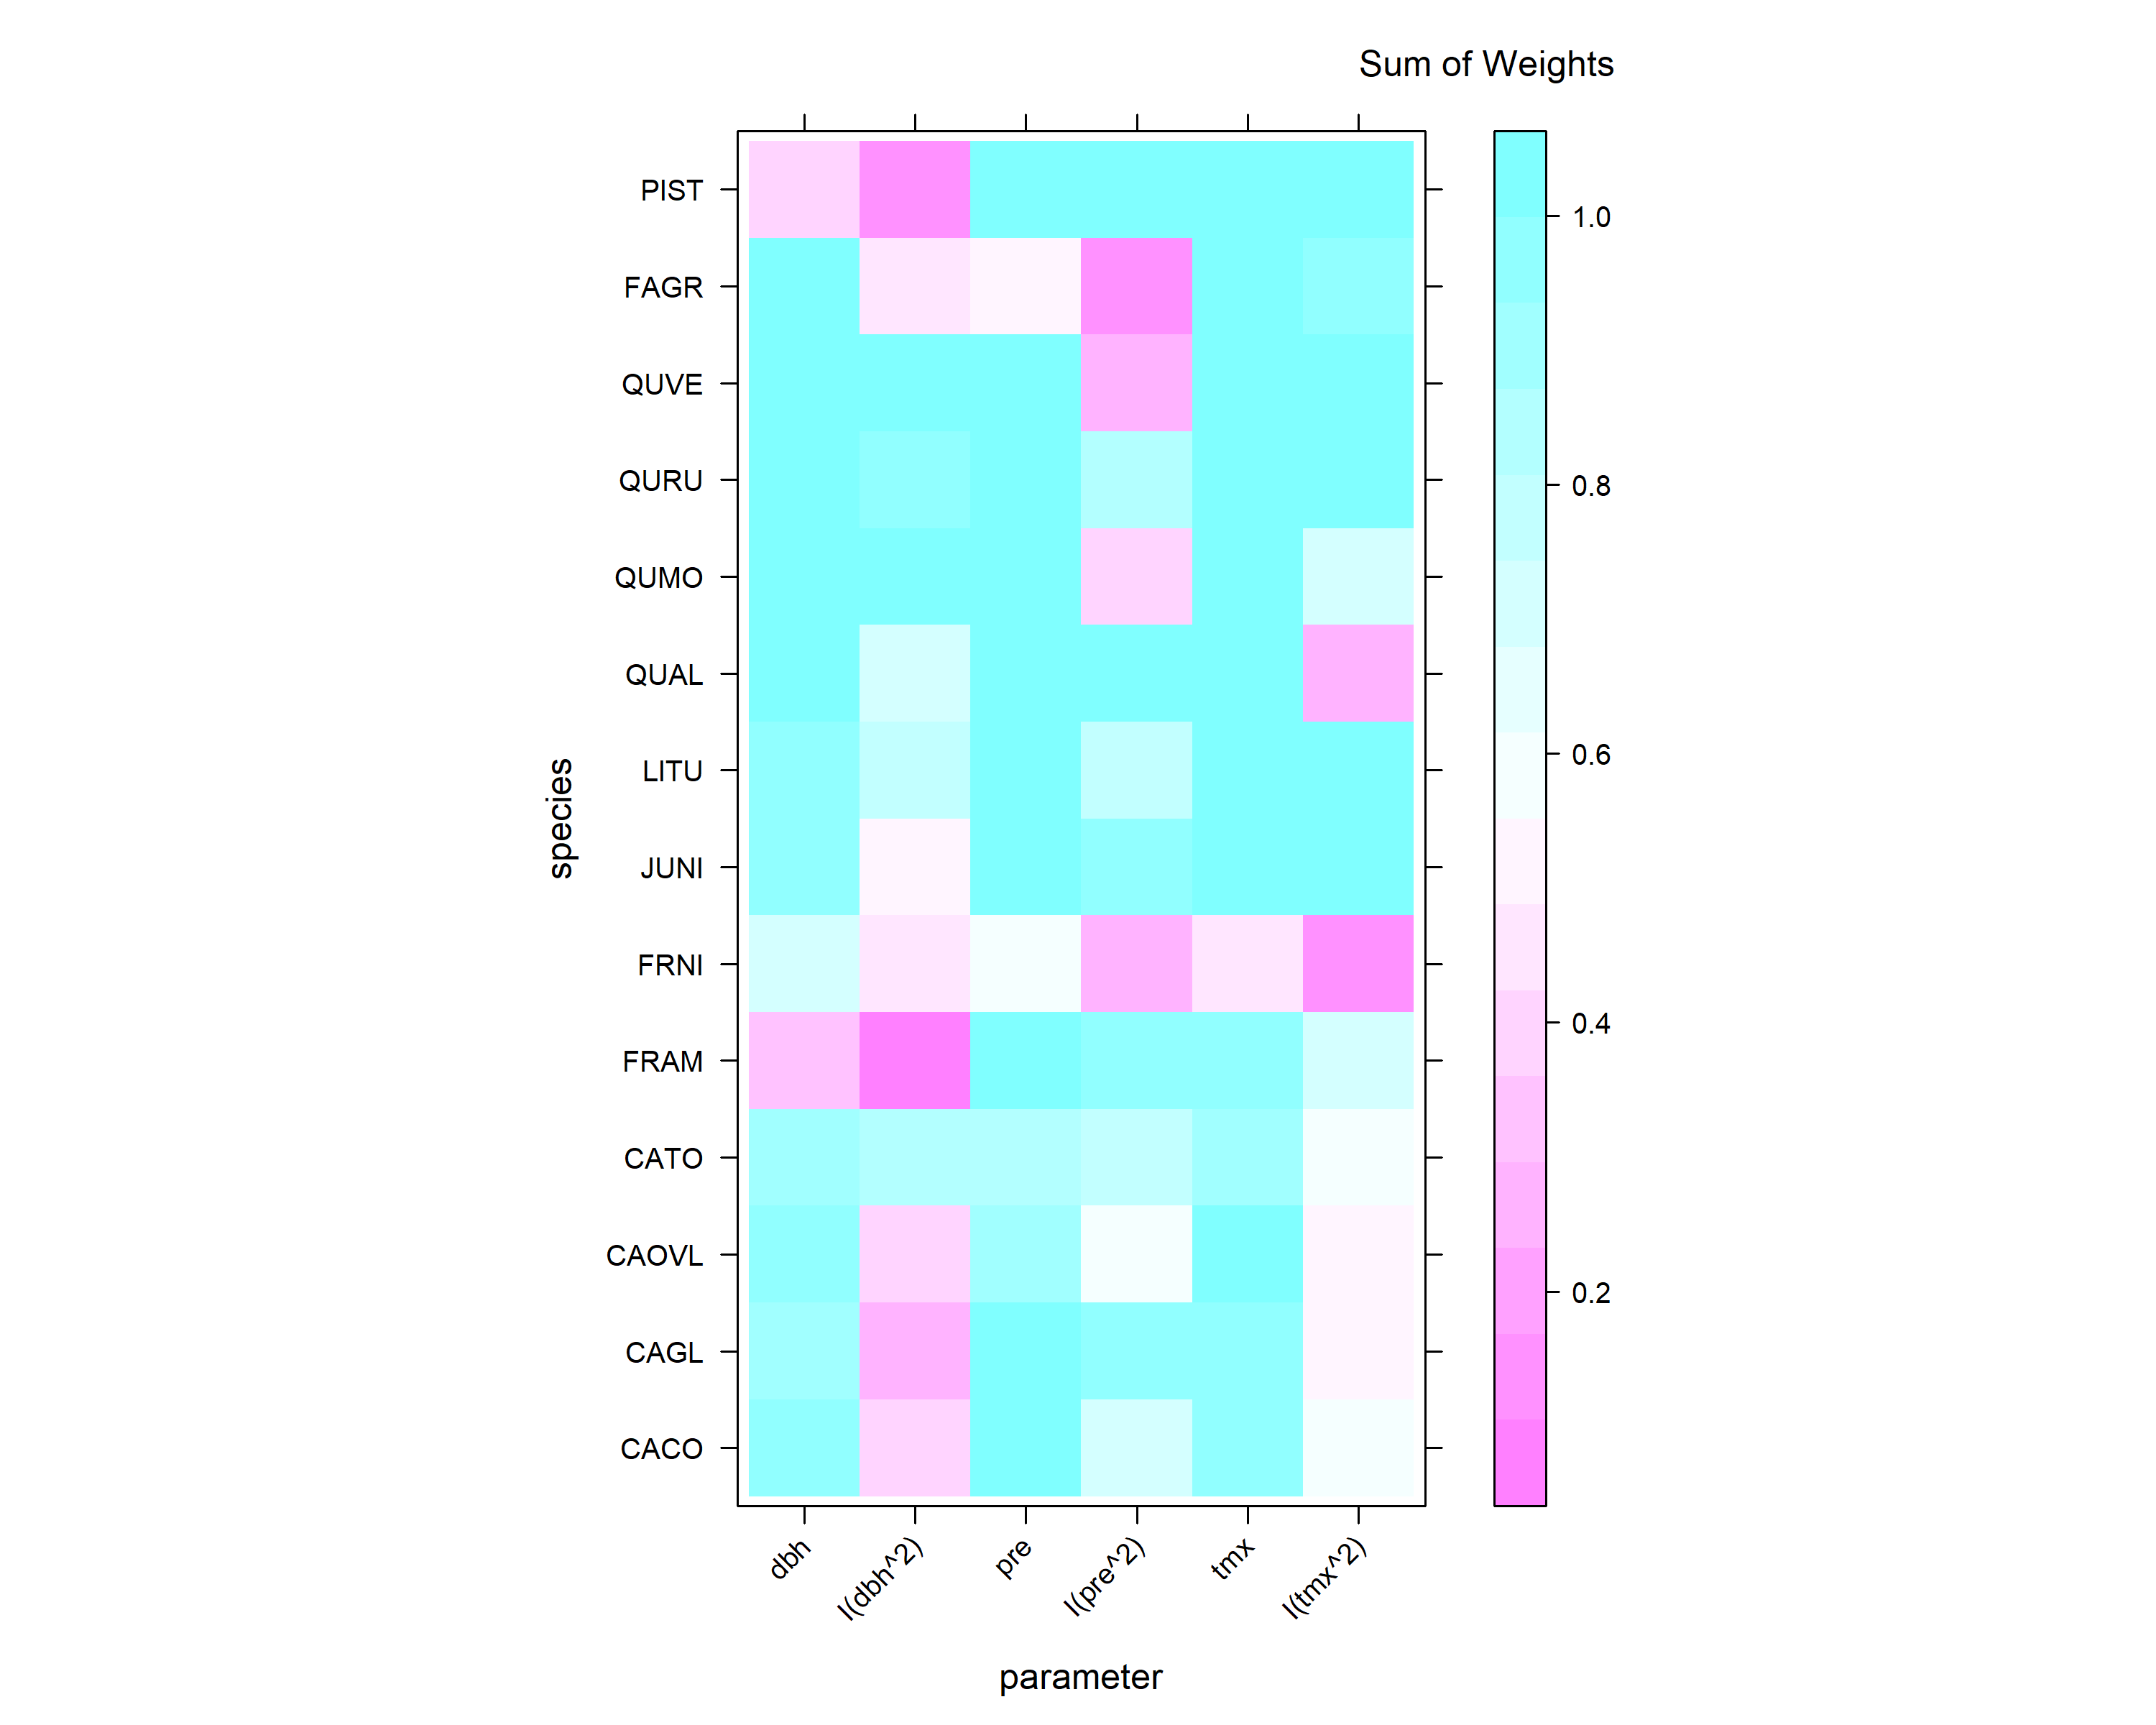 Sum of Weights
PIST
FAGR
QUVE
QURU
QUMO
QUAL
LITU
JUNI
FRNI
FRAM
CATO
CAOVL
CAGL
CACO
species
1.0
0.8
0.6
0.4
0.2
dbh
I(dbh^2)
pre
I(pre^2)
tmx
I(tmx^2)
parameter